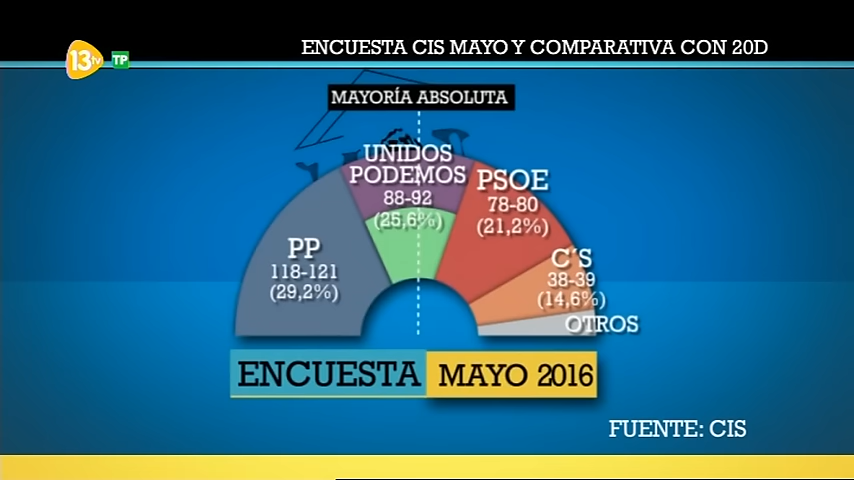 13tv
TP
ENCUESTA CIS MAYO Y COMPARATIVA CON 20D
MAYORÍA ABSOLUTA
UNIDOS
PODEMOS
88-92
(25,6%)
PSOE
78-80
(21,2%)
PP
118-121
(29,2%)
C´S
38-39
(14,6%)
OTROS
ENCUESTA MAYO 2016
FUENTE: CIS